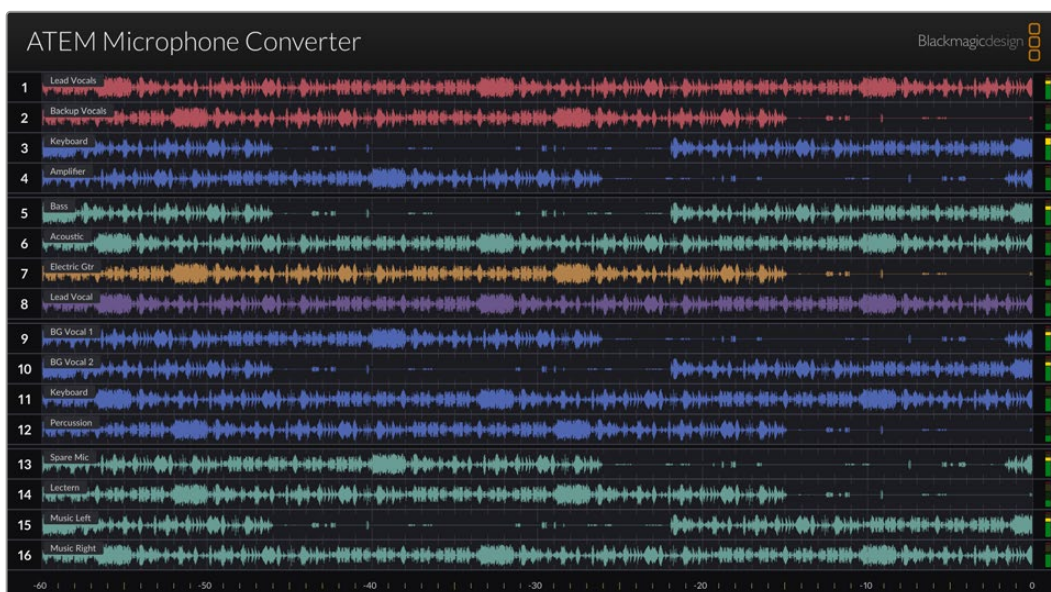 ATEM Microphone Converter
Blackmagicdesign
1 Lead Vocals
2 Backup Vocals
3 Keyboard
4 Amplifier
5 Bass
6 Acoustic
7 Electric Gtr
8 Lead Vocal
9 BG Vocal 1
10 BG Vocal 2
11 Keyboard
12 Percussion
13 Spare Mic
14 Lectern
15 Music Left
16 Music Right
-60 -50 -40 -30 -20 -10 0